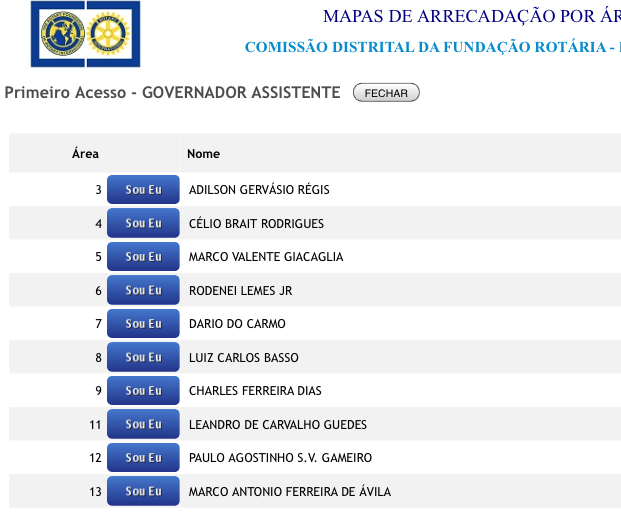 MAPAS DE ARRECADAÇÃO POR ÁR
COMISSÃO DISTRITAL DA FUNDAÇÃO ROTÁRIA -
Primeiro Acesso - GOVERNADOR ASSISTENTE FECHAR
Área Nome
3 Sou Eu ADILSON GERVÁSIO RÉGIS
4 Sou Eu CÉLIO BRAIT RODRIGUES
5 Sou Eu MARCO VALENTE GIACAGLIA
6 Sou Eu RODENEI LEMES JR
7 Sou Eu DARIO DO CARMO
8 Sou Eu LUIZ CARLOS BASSO
9 Sou Eu CHARLES FERREIRA DIAS
11 Sou Eu LEANDRO DE CARVALHO GUEDES
12 Sou Eu PAULO AGOSTINHO S.V. GAMEIRO
13 Sou Eu MARCO ANTONIO FERREIRA DE ÁVILA